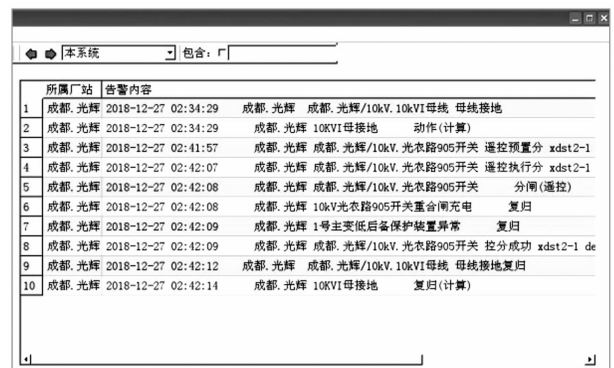 本系统 包含:
所属厂站 告警内容
1 成都.光辉 2018-12-27 02:34:29 成都.光辉 成都.光辉/10kV.10kVI母线 母线接地
2 成都.光辉 2018-12-27 02:34:29 成都.光辉 10KVI母接地 动作(计算)
3 成都.光辉 2018-12-27 02:41:57 成都.光辉 成都.光辉/10kV.光衣路905开关 遥控预置分 xdst2-1
4 成都.光辉 2018-12-27 02:42:07 成都.光辉 成都.光辉/10kV.光衣路905开关 遥控执行分 xdst2-1
5 成都.光辉 2018-12-27 02:42:08 成都.光辉 成都.光辉/10kV.光衣路905开关 分闸(遥控)
6 成都.光辉 2018-12-27 02:42:08 成都.光辉 10kV光衣路905开关重合闸充电 复归
7 成都.光辉 2018-12-27 02:42:09 成都.光辉 1号主变低后备保护装置异常 复归
8 成都.光辉 2018-12-27 02:42:09 成都.光辉 成都.光辉/10kV.光衣路905开关 控分成功 xdst2-1 de
9 成都.光辉 2018-12-27 02:42:12 成都.光辉 成都.光辉/10kV.10kVI母线 母线接地复归
10 成都.光辉 2018-12-27 02:42:14 成都.光辉 10KVI母接地 复归(计算)